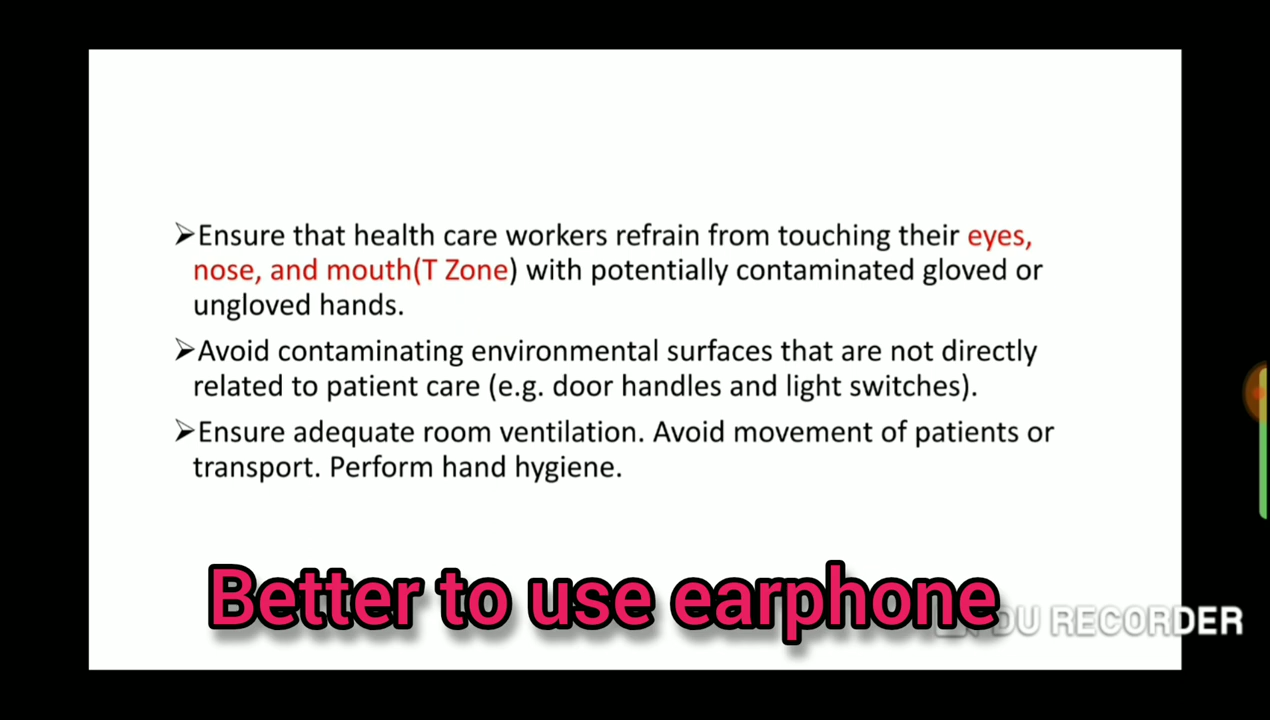 ➢Ensure that health care workers refrain from touching their eyes,
nose, and mouth(T Zone) with potentially contaminated gloved or
ungloved hands.
➢Avoid contaminating environmental surfaces that are not directly
related to patient care (e.g. door handles and light switches).
➢Ensure adequate room ventilation. Avoid movement of patients or
transport. Perform hand hygiene.
Better to use earphone
DU RECORDER